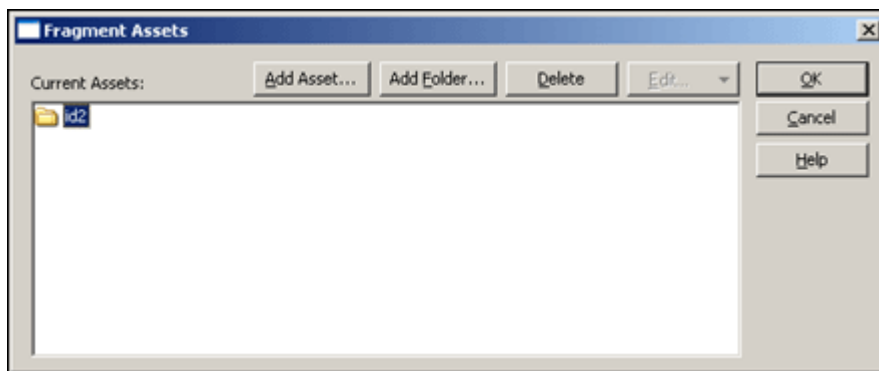 Fragment Assets
Current Assets: Add Asset... Add Folder... Delete Edit... OK
id2
Cancel
Help